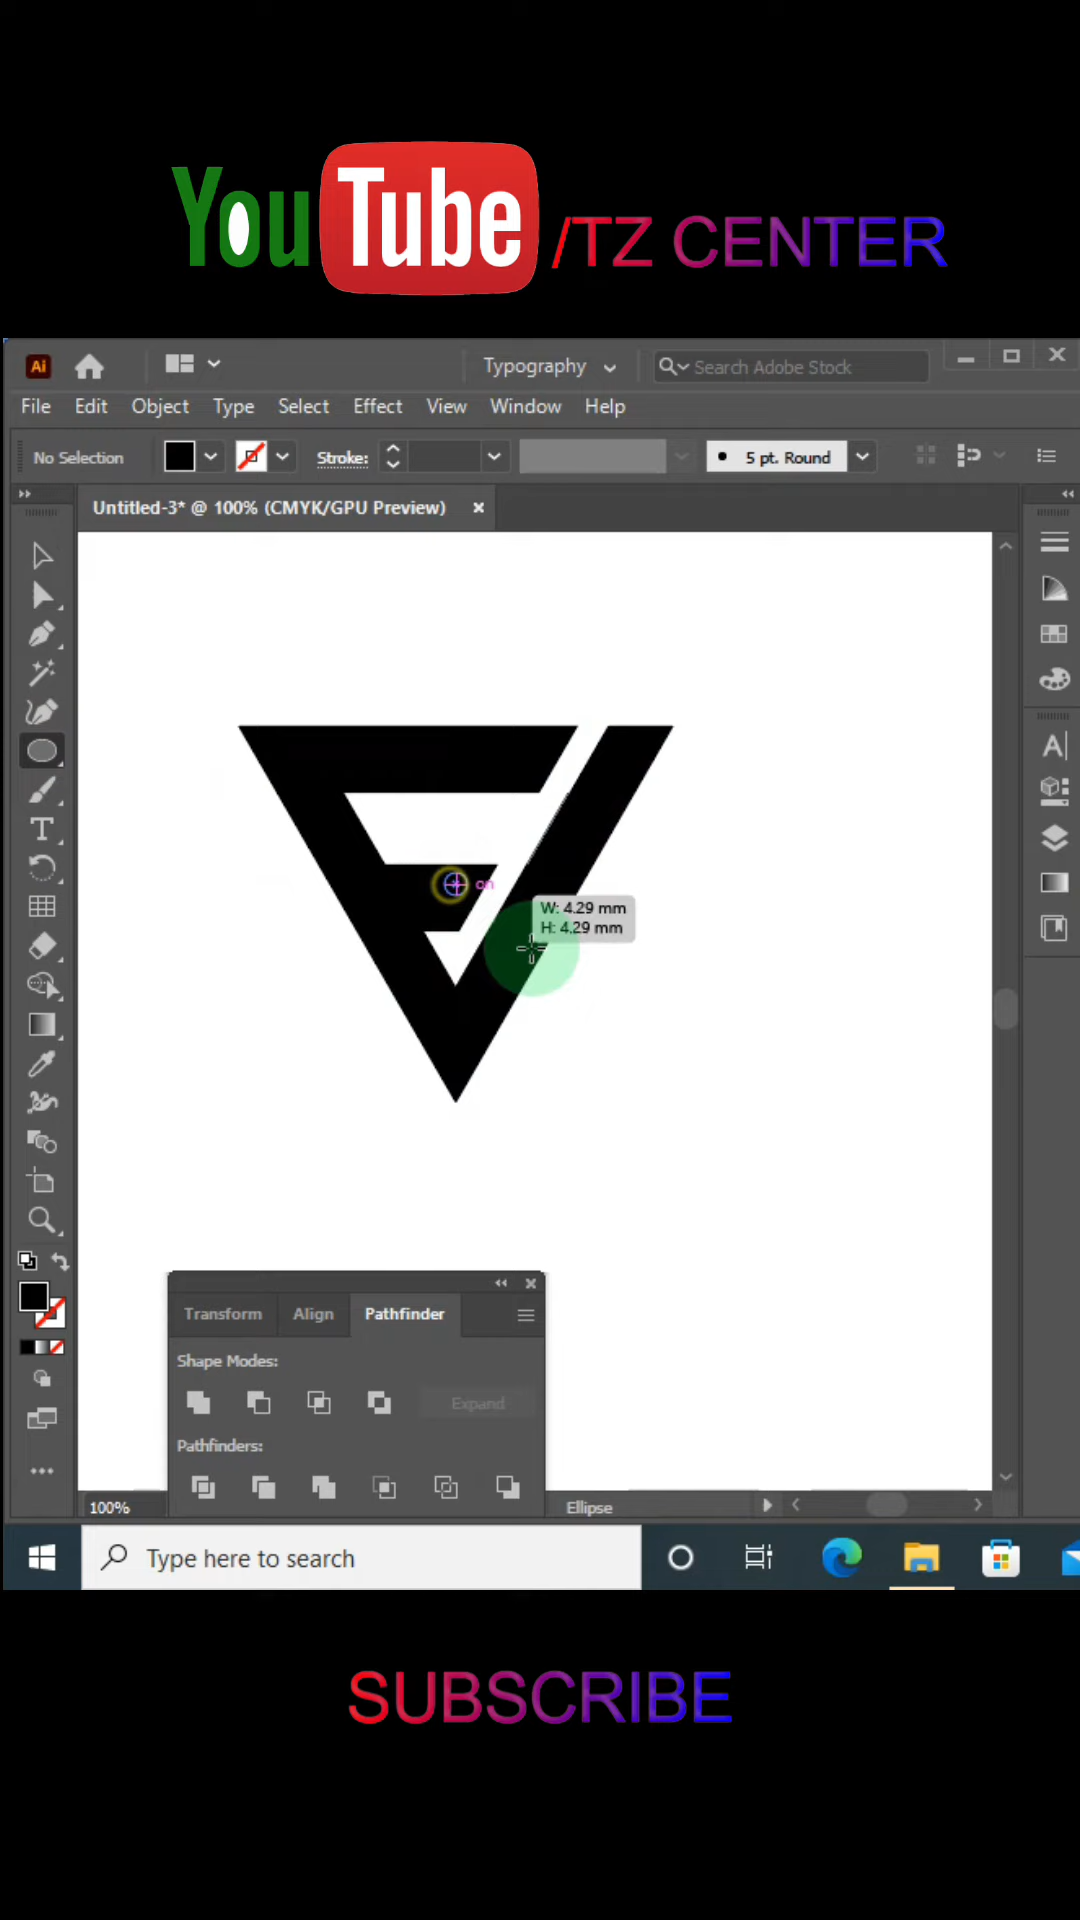 YouTube/TZ CENTER
Ai
Typography
Search Adobe Stock
File Edit Object Type Select Effect View Window Help
No Selection
Stroke:
5 pt. Round
Untitled-3* @ 100% (CMYK/GPU Preview)
on
W: 4.29 mm
H: 4.29 mm
Transform Align Pathfinder
Shape Modes:
Expand
Pathfinders:
100%
Ellipse
Type here to search
SUBSCRIBE